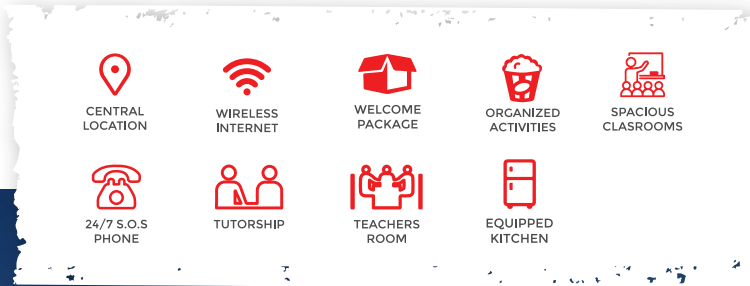 CENTRAL
LOCATION
WIRELESS
INTERNET
WELCOME
PACKAGE
ORGANIZED
ACTIVITIES
SPACIOUS
CLASROOMS
24/7 S.O.S
PHONE
TUTORSHIP
TEACHERS
ROOM
EQUIPPED
KITCHEN